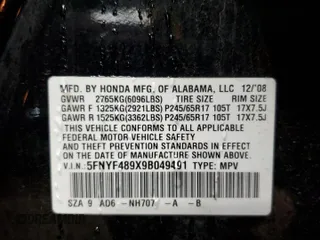 MFD. BY HONDA MFG. OF ALABAMA, LLC 12/'08
GVWR 2765KG(6096LBS) TIRE SIZE RIM SIZE
GAWR F 1325KG(2921LBS) P245/65R17 105T 17X7.5J
GAWR R 1525KG(3362LBS) P245/65R17 105T 17X7.5J
THIS VEHICLE CONFORMS TO ALL APPLICABLE
FEDERAL MOTOR VEHICLE SAFETY
AND THEFT PREVENTION STANDARDS IN EFFECT
ON THE DATE OF MANUFACTURE SHOWN ABOVE.
V.I.N. 5FNYF489X9B049491 TYPE: MPV
SZA 9 AD6 -NH707 -A -B